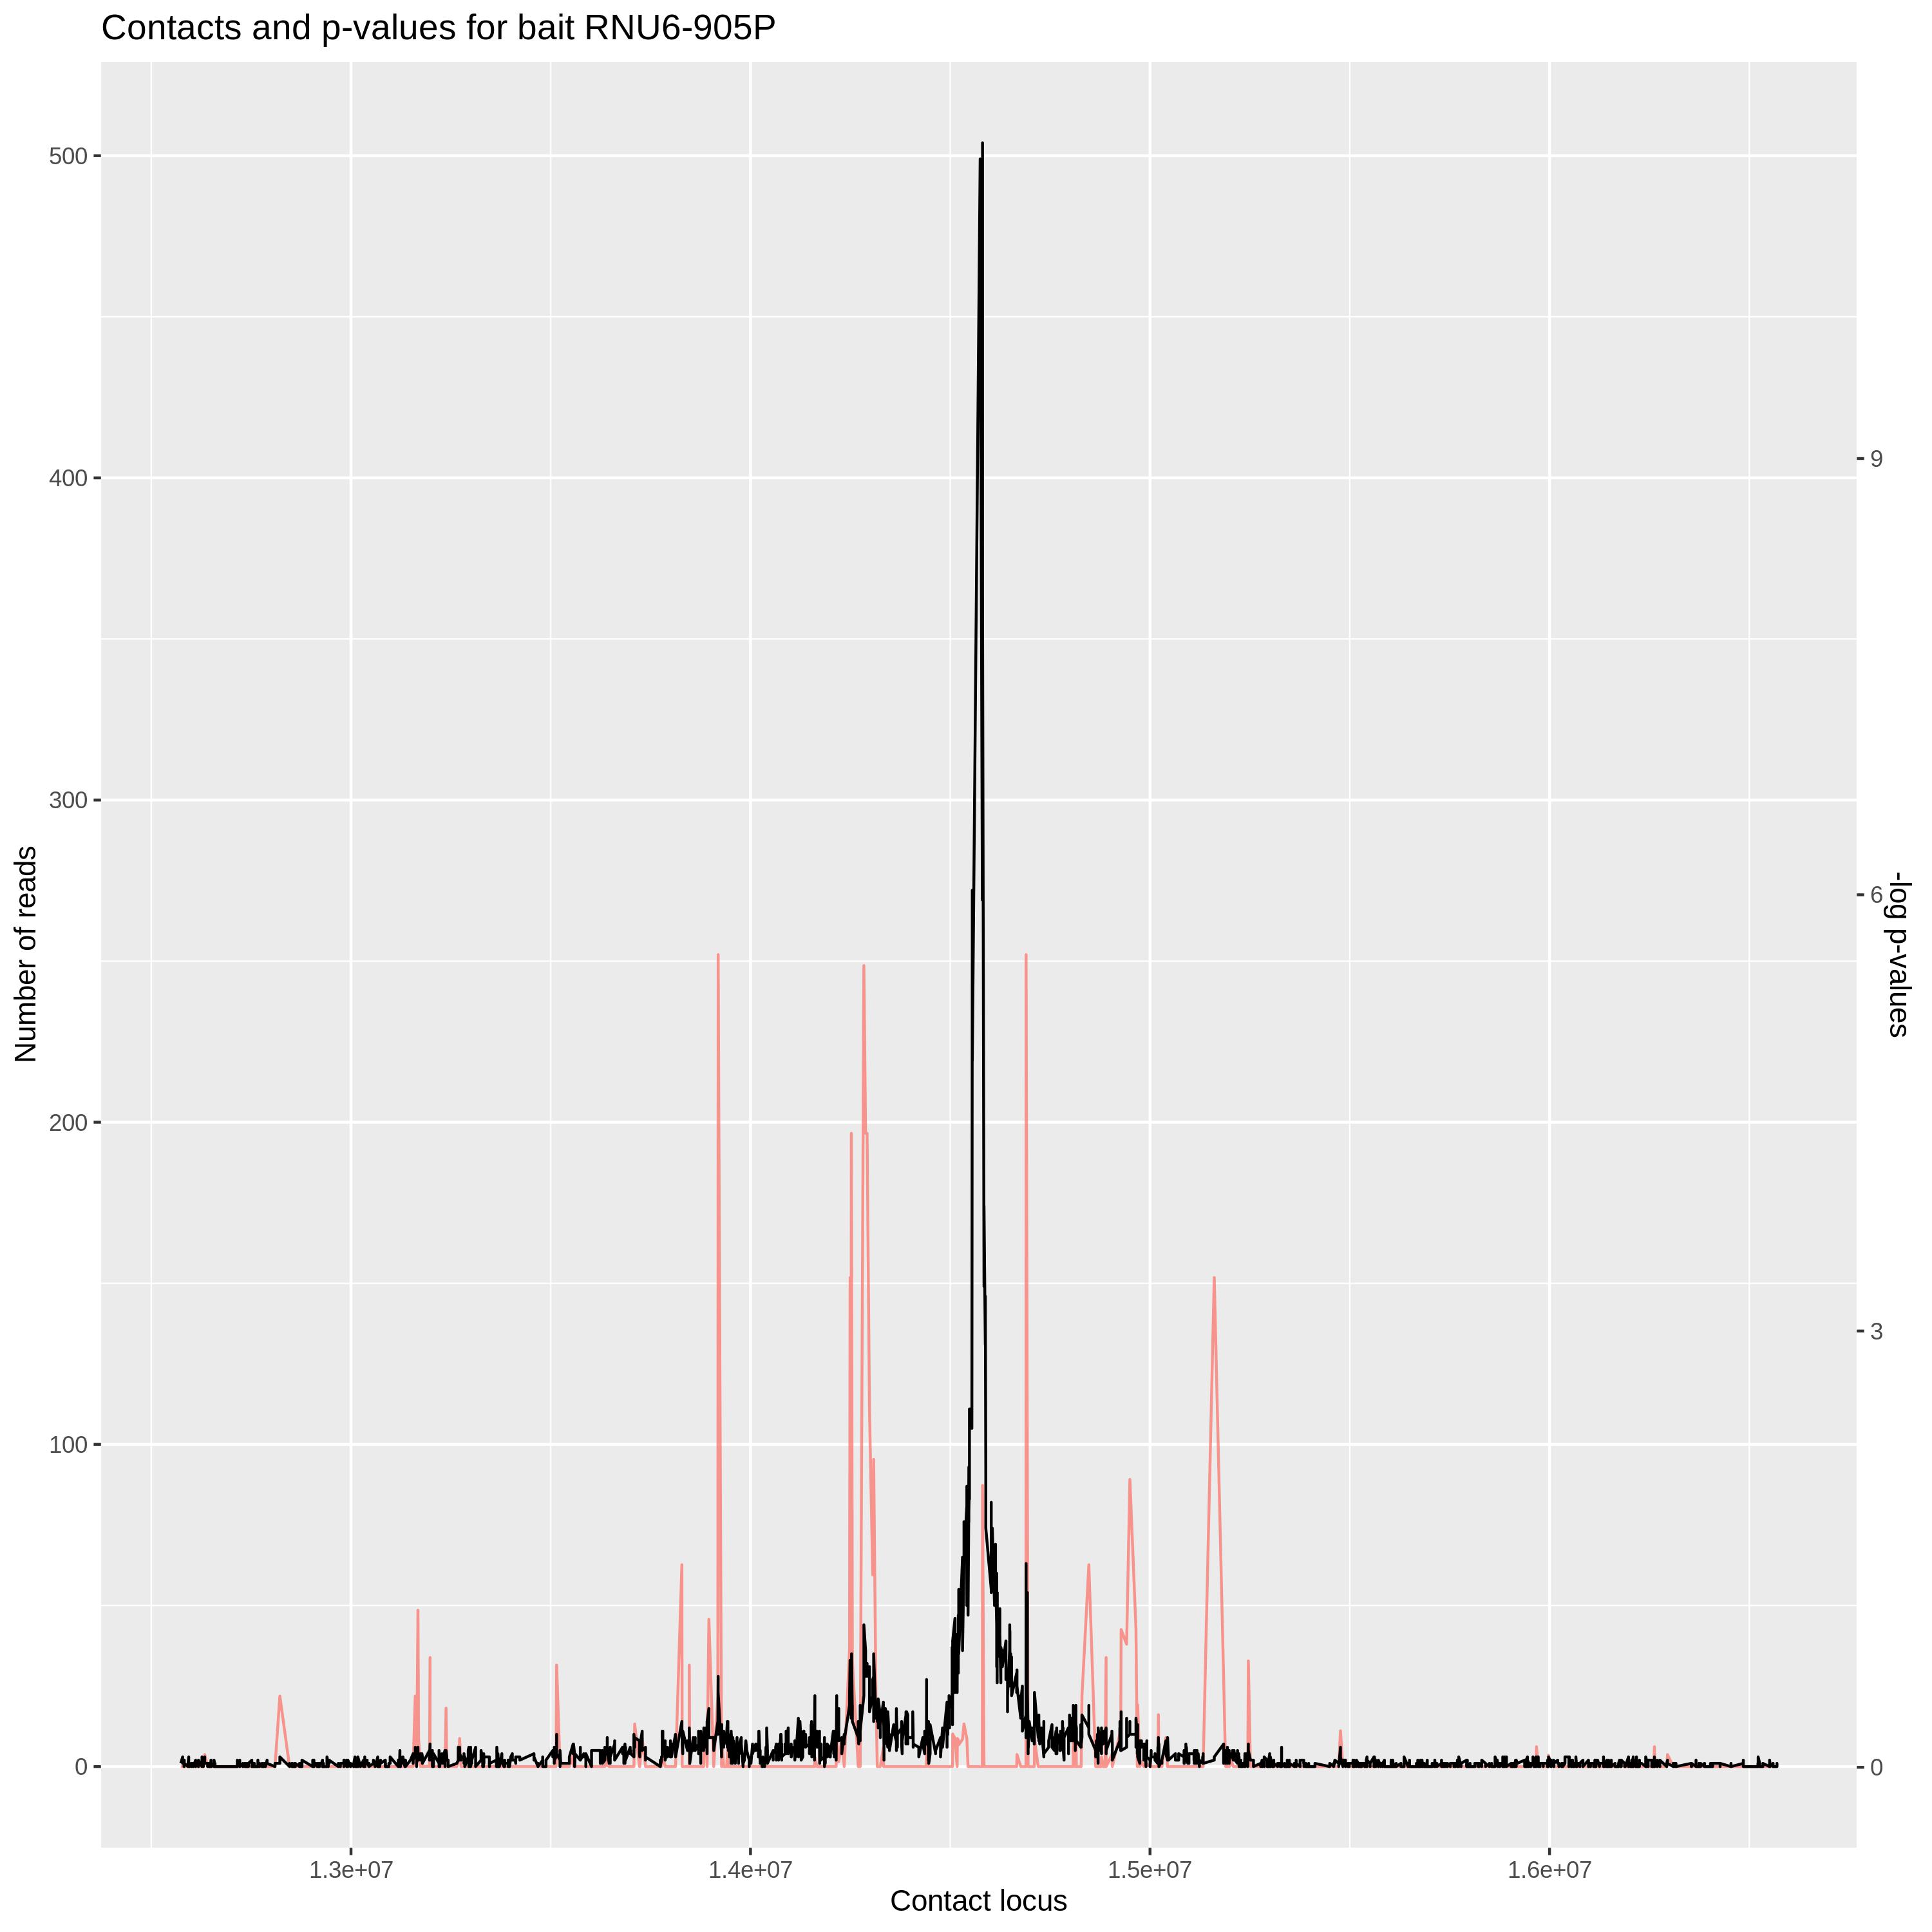 Contacts and p-values for bait RNU6-905P
500
400
300
200
100
0
Number of reads
9
6
3
0
-log p-values
1.3e+07
1.4e+07
1.5e+07
1.6e+07
Contact locus